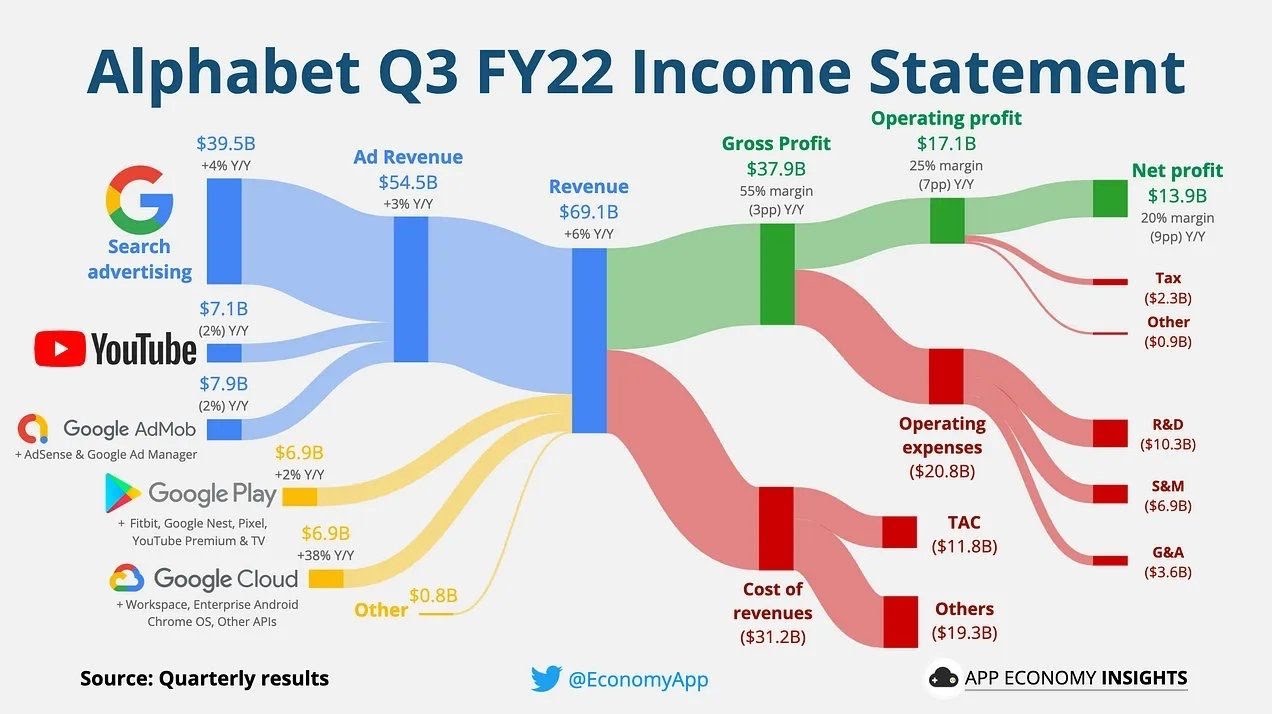 Alphabet Q3 FY22 Income Statement
$39.5B
+4% Y/Y
Search
advertising
$7.1B
(2%) Y/Y
YouTube
$7.9B
(2%) Y/Y
Google AdMob
+ AdSense & Google Ad Manager
$6.9B
+2% Y/Y
Google Play
+ Fitbit, Google Nest, Pixel,
YouTube Premium & TV
$6.9B
+38% Y/Y
Google Cloud
+ Workspace, Enterprise Android
Chrome OS, Other APIs
Other
$0.8B
Ad Revenue
$54.5B
+3% Y/Y
Revenue
$69.1B
+6% Y/Y
Gross Profit
$37.9B
55% margin
(3pp) Y/Y
Operating profit
$17.1B
25% margin
(7pp) Y/Y
Net profit
$13.9B
20% margin
(9pp) Y/Y
Tax
($2.3B)
Other
($0.9B)
Operating
expenses
($20.8B)
R&D
($10.3B)
S&M
($6.9B)
G&A
($3.6B)
Cost of
revenues
($31.2B)
TAC
($11.8B)
Others
($19.3B)
Source: Quarterly results
@EconomyApp
APP ECONOMY INSIGHTS